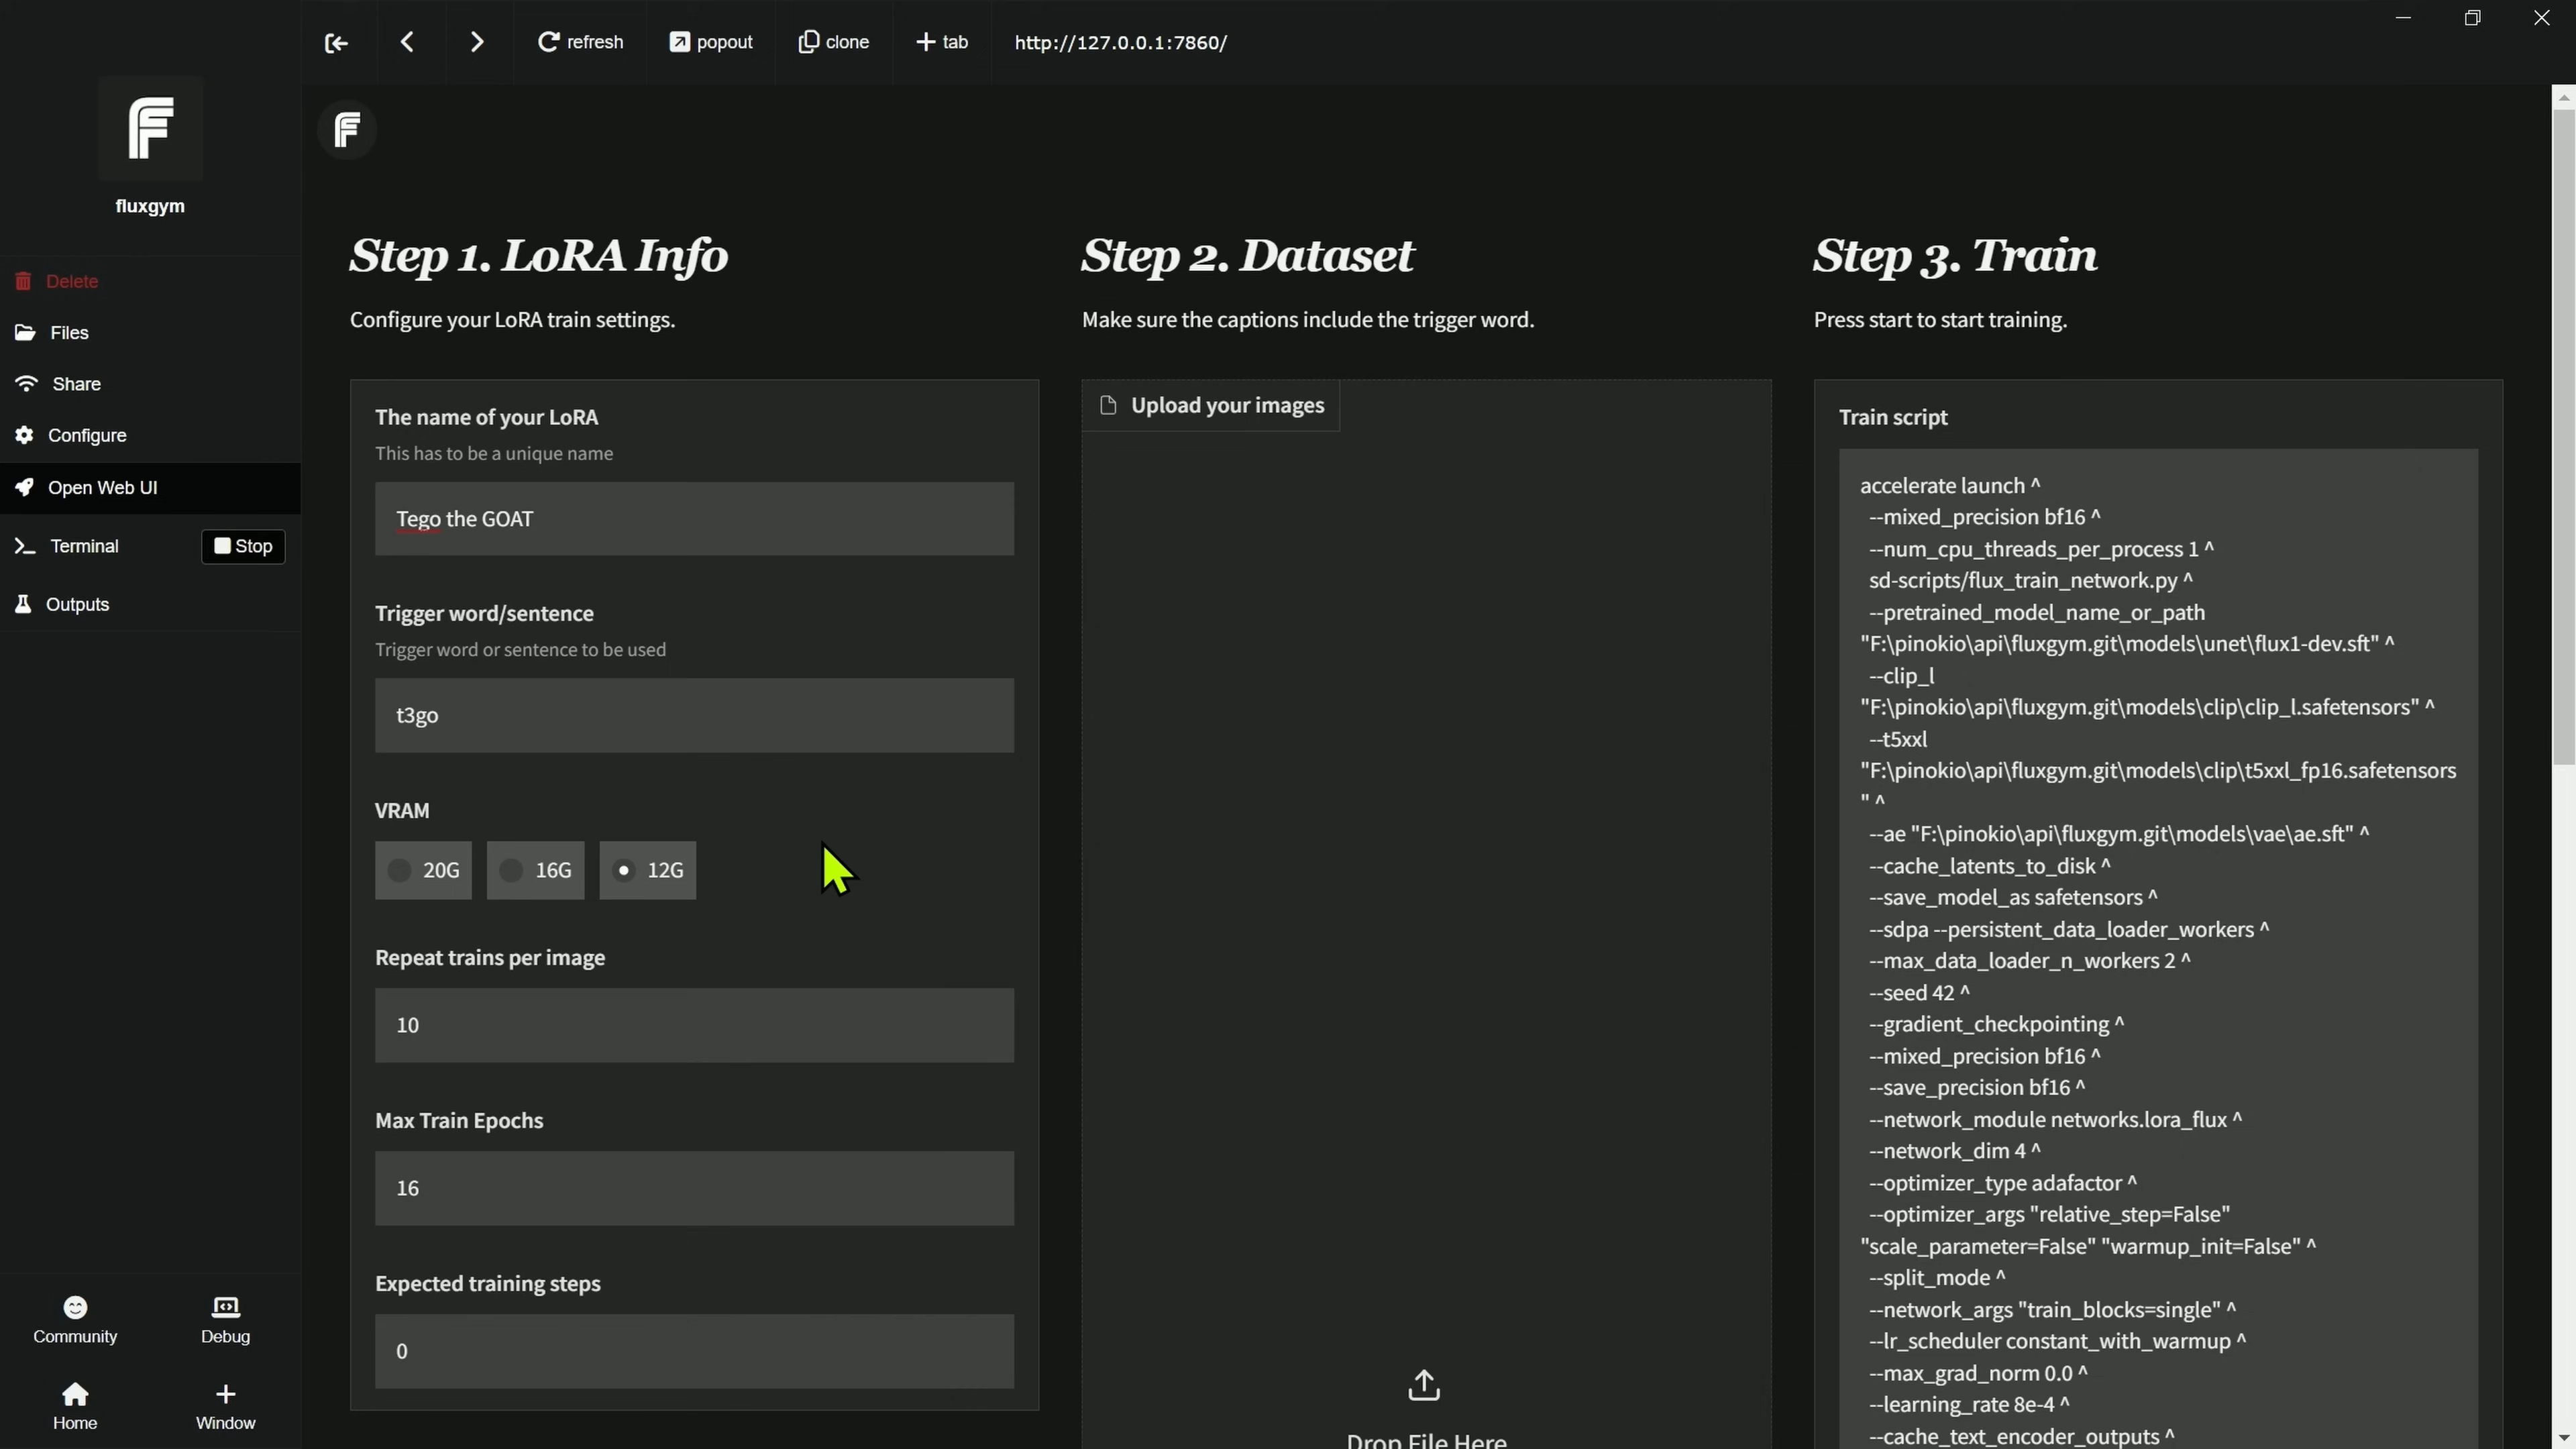 refresh
popout
clone
tab
http://127.0.0.1:7860/
fluxgym
Delete
Files
Share
Configure
Open Web UI
Terminal
Stop
Outputs
Community
Debug
Home
Window
Step 1. LoRA Info
Configure your LoRA train settings.
The name of your LoRA
This has to be a unique name
Tego the GOAT
Trigger word/sentence
Trigger word or sentence to be used
t3go
VRAM
20G
16G
12G
Repeat trains per image
10
Max Train Epochs
16
Expected training steps
0
Step 2. Dataset
Make sure the captions include the trigger word.
Upload your images
Drop File Here
Step 3. Train
Press start to start training.
Train script
accelerate launch ^
--mixed_precision bf16 ^
--num_cpu_threads_per_process 1 ^
sd-scripts/flux_train_network.py ^
--pretrained_model_name_or_path
"F:\pinokio\api\fluxgym.git\models\unet\flux1-dev.sft" ^
--clip_l
"F:\pinokio\api\fluxgym.git\models\clip\clip_l.safetensors" ^
--t5xxl
"F:\pinokio\api\fluxgym.git\models\clip\t5xxl_fp16.safetensors
" ^
--ae "F:\pinokio\api\fluxgym.git\models\vae\ae.sft" ^
--cache_latents_to_disk ^
--save_model_as safetensors ^
--sdpa --persistent_data_loader_workers ^
--max_data_loader_n_workers 2 ^
--seed 42 ^
--gradient_checkpointing ^
--mixed_precision bf16 ^
--save_precision bf16 ^
--network_module networks.lora_flux ^
--network_dim 4 ^
--optimizer_type adafactor ^
--optimizer_args "relative_step=False"
"scale_parameter=False" "warmup_init=False" ^
--split_mode ^
--network_args "train_blocks=single" ^
--lr_scheduler constant_with_warmup ^
--max_grad_norm 0.0 ^
--learning_rate 8e-4 ^
--cache_text_encoder_outputs ^